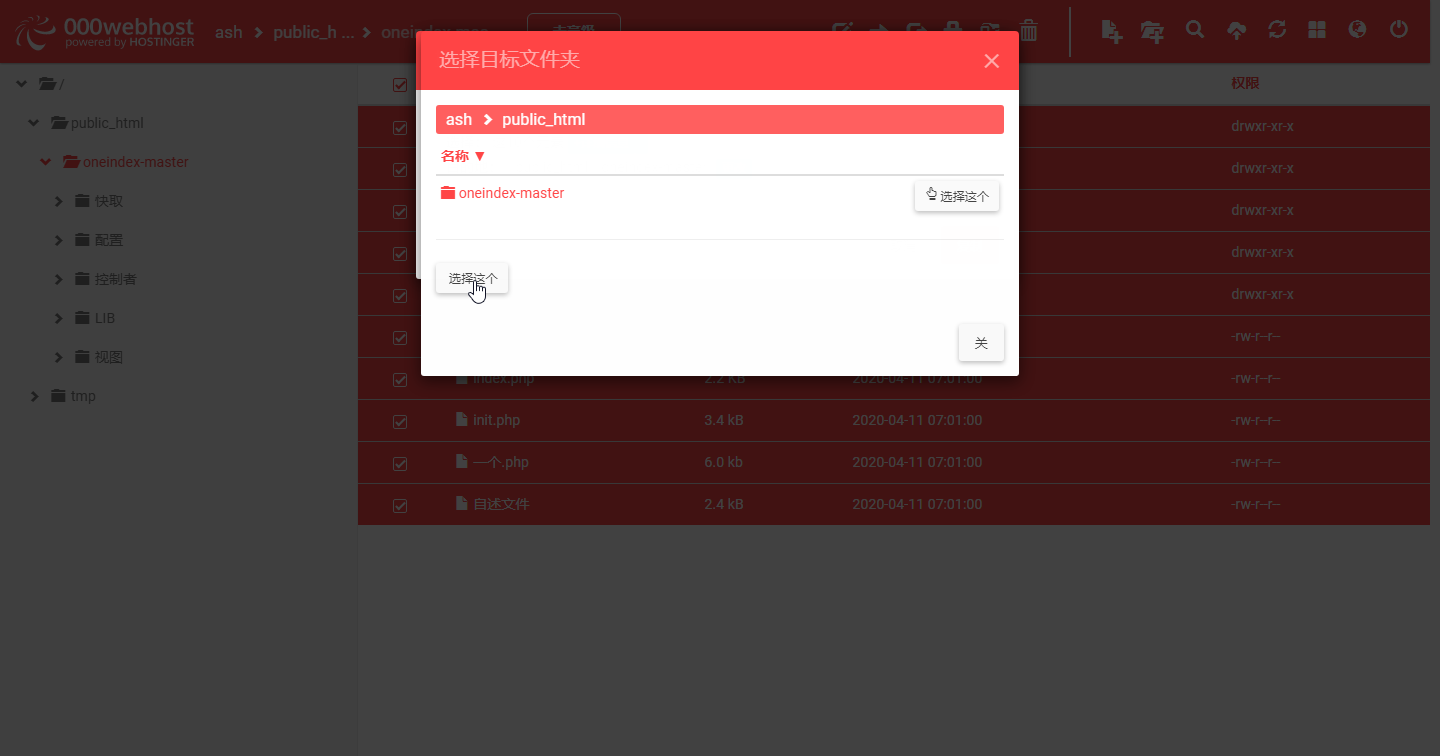 000webhost
powered by HOSTINGER
ash > public_h ... > oneindex-mas
选择目标文件夹
×
/
public_html
oneindex-master
快取
配置
控制者
LIB
视图
tmp
ash > public_html
名称 ▼
oneindex-master
选择这个
选择这个
关
权限
drwxr-xr-x
drwxr-xr-x
drwxr-xr-x
drwxr-xr-x
drwxr-xr-x
-rw-r--r--
index.php 2.2 KB 2020-04-11 07:01:00 -rw-r--r--
init.php 3.4 kB 2020-04-11 07:01:00 -rw-r--r--
一个.php 6.0 kb 2020-04-11 07:01:00 -rw-r--r--
自述文件 2.4 kB 2020-04-11 07:01:00 -rw-r--r--